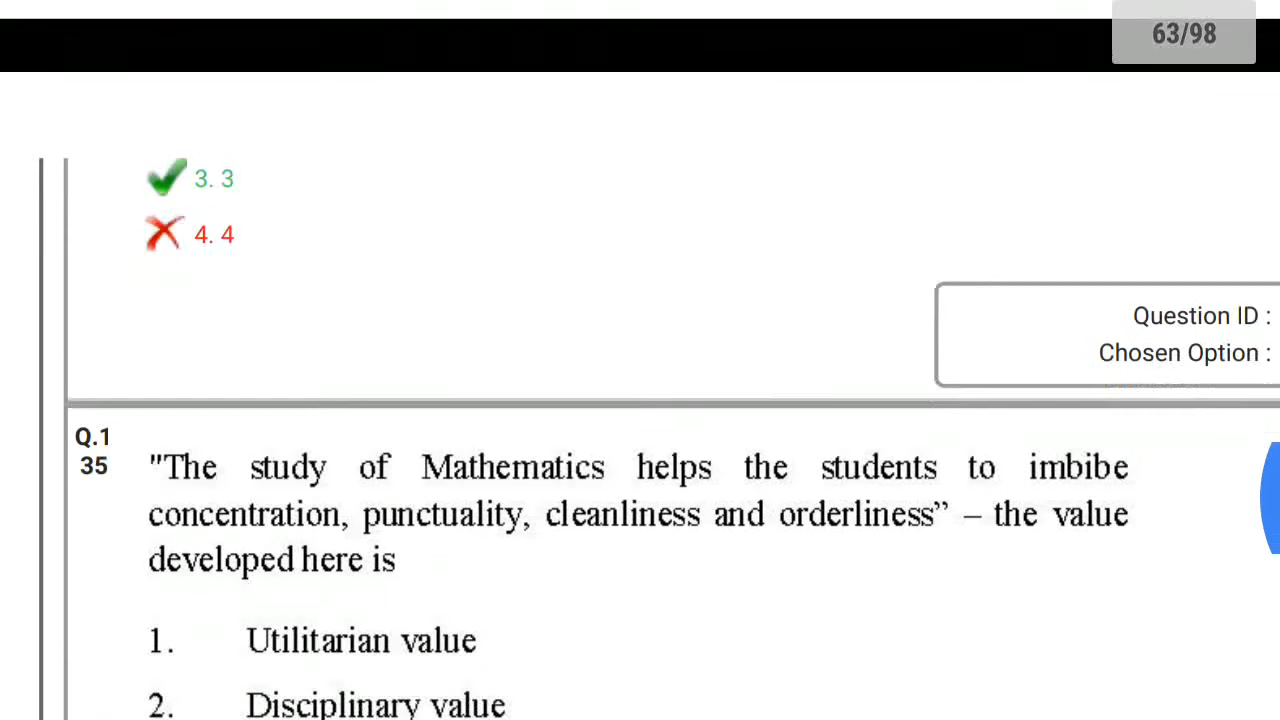 63/98
3. 3
4. 4
Question ID :
Chosen Option :
Q.1
35
"The study of Mathematics helps the students to imbibe
concentration, punctuality, cleanliness and orderliness” – the value
developed here is
1. Utilitarian value
2. Disciplinary value